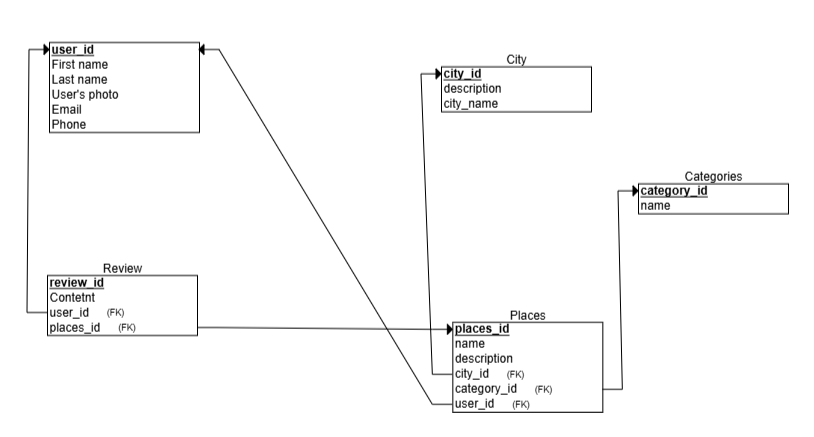 user_id
First name
Last name
User's photo
Email
Phone
City
city_id
description
city_name
Categories
category_id
name
Review
review_id
Contetnt
user_id (FK)
places_id (FK)
Places
places_id
name
description
city_id (FK)
category_id (FK)
user_id (FK)